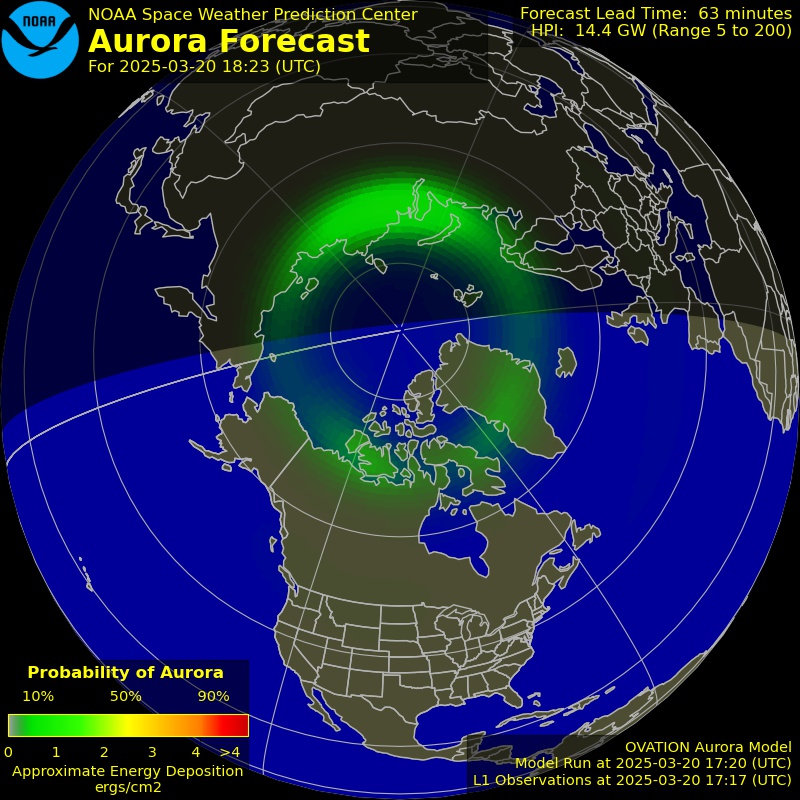 NOAA
NOAA Space Weather Prediction Center
Aurora Forecast
For 2025-03-20 18:23 (UTC)
Forecast Lead Time: 63 minutes
HPI: 14.4 GW (Range 5 to 200)
Probability of Aurora
10% 50% 90%
0 1 2 3 4 >4
Approximate Energy Deposition
ergs/cm2
OVATION Aurora Model
Model Run at 2025-03-20 17:20 (UTC)
L1 Observations at 2025-03-20 17:17 (UTC)